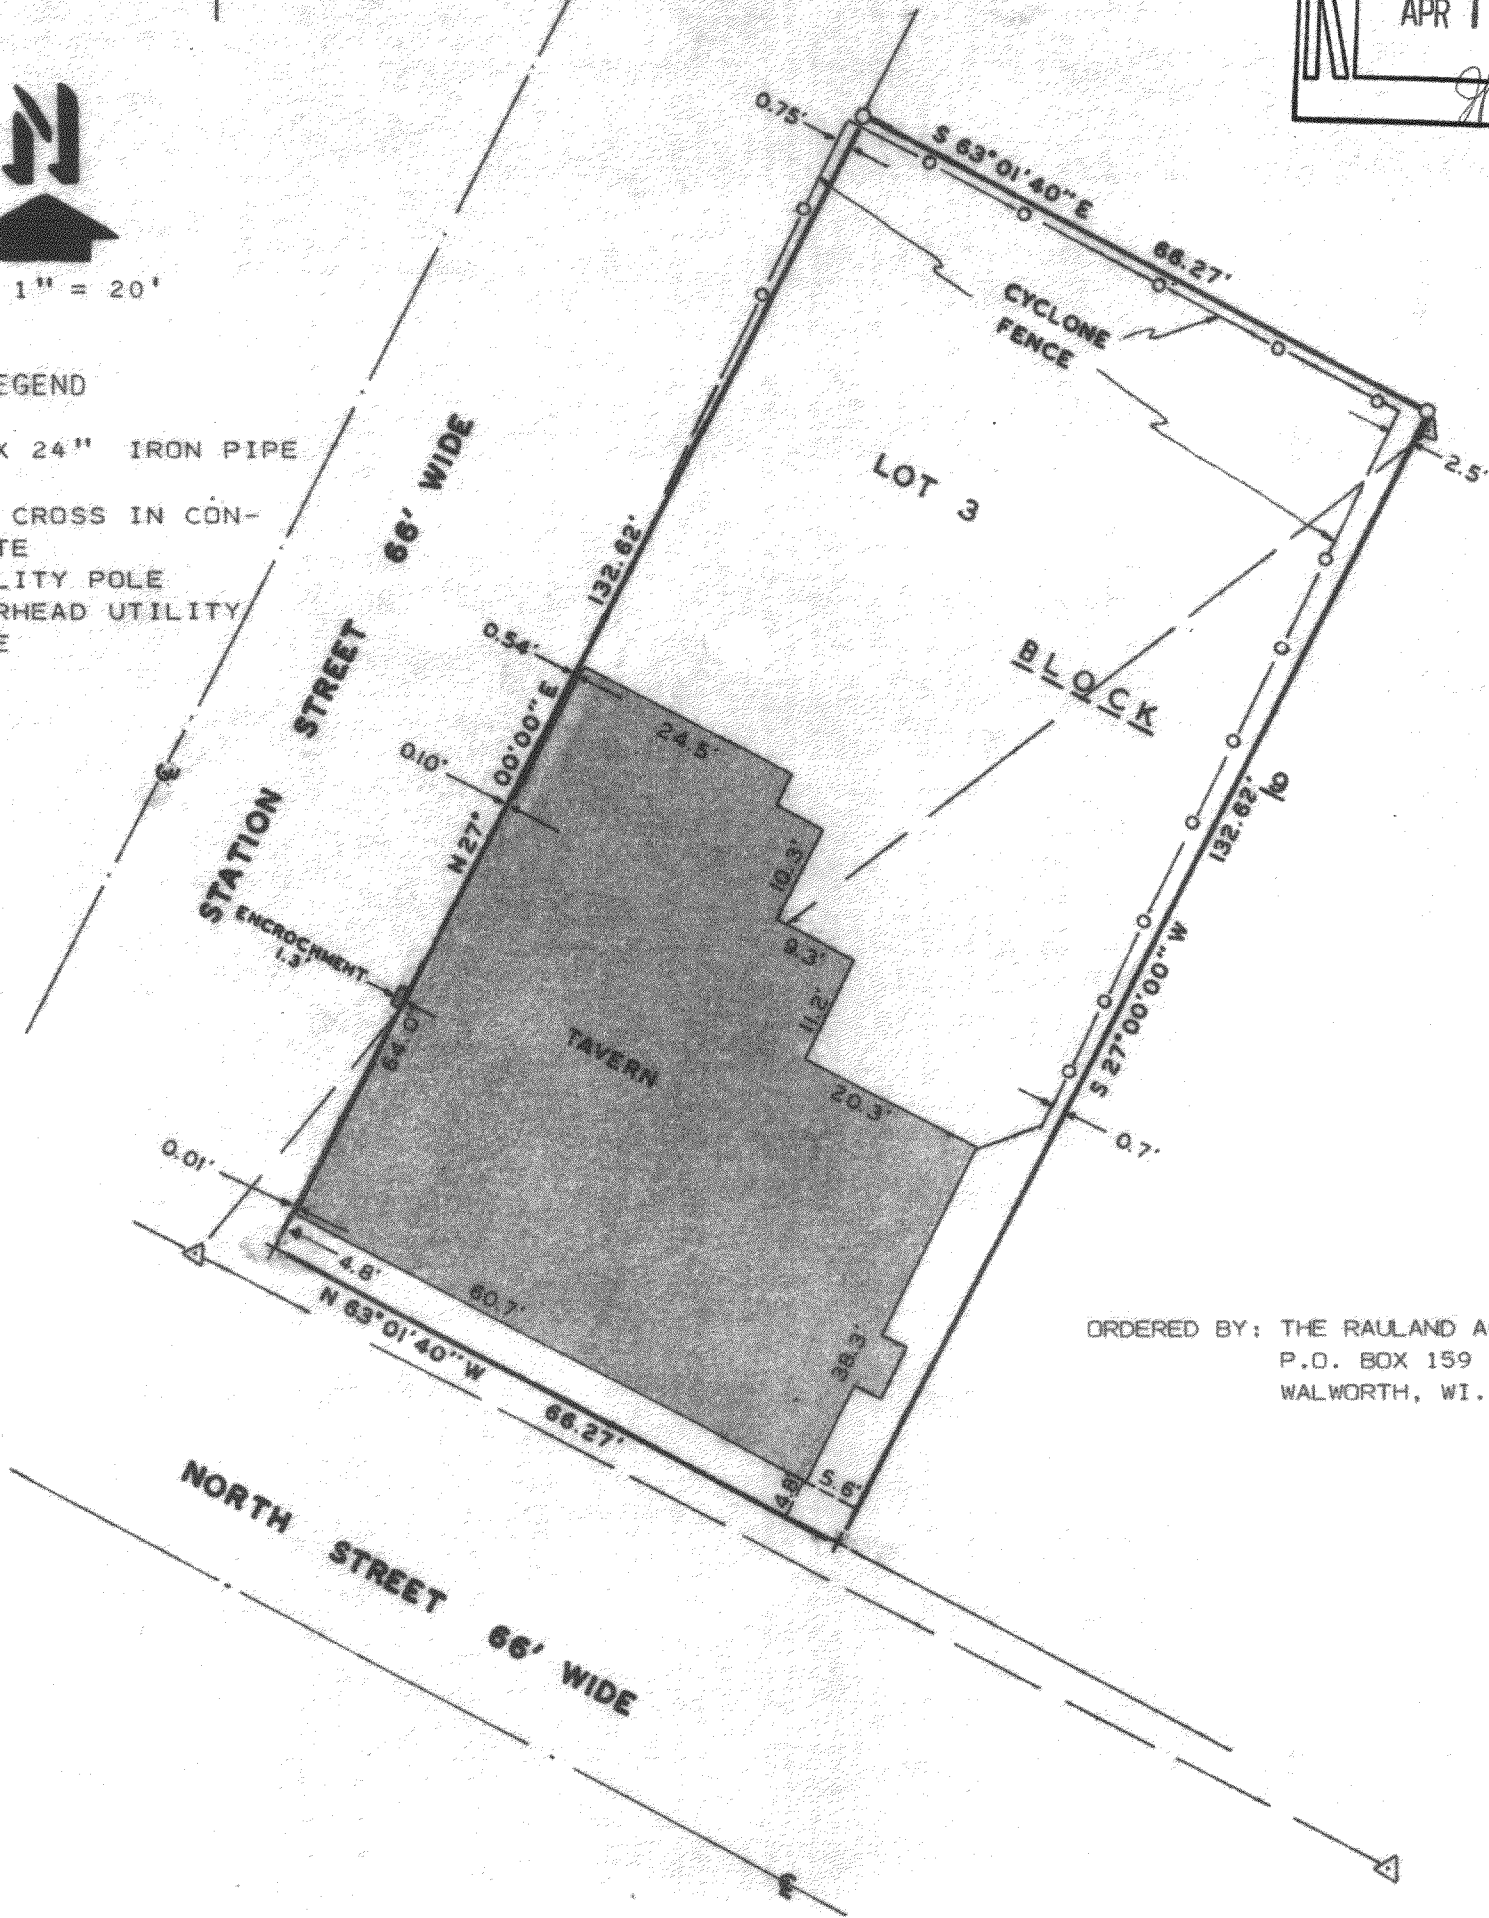 APR 1
N
1" = 20'
EGEND
X 24" IRON PIPE
CROSS IN CON-
TE
LITY POLE
RHEAD UTILITY
E
0.75'
S 63°01'40" E
66.27'
CYCLONE
FENCE
2.5'
LOT 3
BLOCK
6
132.62'
S 27°00'00" W
0.7'
STATION STREET 66' WIDE
132.62'
N 27° 00'00" E
0.54'
0.10'
ENCROCHMENT
1.3'
64.0'
0.01'
24.5'
10.3'
9.3'
11.2'
20.3'
TAVERN
38.3'
60.7'
4.8'
4.8'
5.6'
N 63°01'40" W
66.27'
NORTH STREET 66' WIDE
ORDERED BY: THE RAULAND A
P.O. BOX 159
WALWORTH, WI.